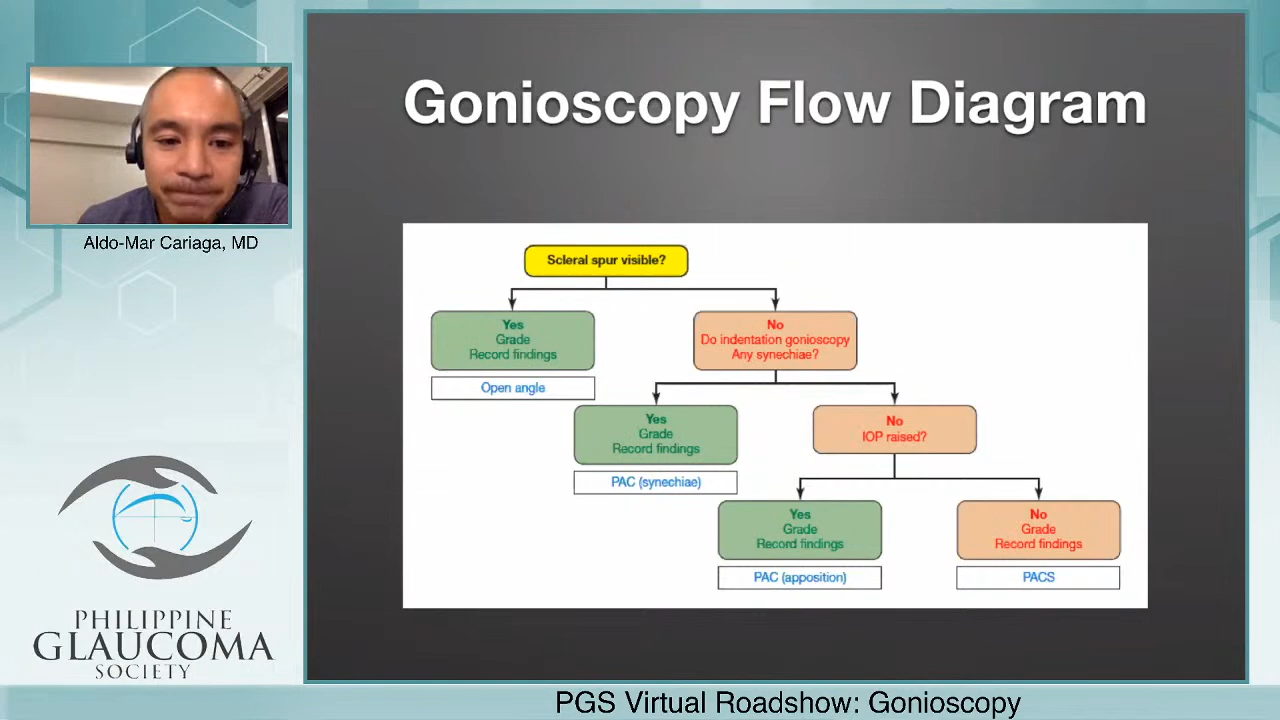 Gonioscopy Flow Diagram
Aldo-Mar Cariaga, MD
Scleral spur visible?
Yes
Grade
Record findings
Open angle
No
Do indentation gonioscopy
Any synechiae?
Yes
Grade
Record findings
PAC (synechiae)
No
IOP raised?
Yes
Grade
Record findings
PAC (apposition)
No
Grade
Record findings
PACS
PHILIPPINE
GLAUCOMA
SOCIETY
PGS Virtual Roadshow: Gonioscopy